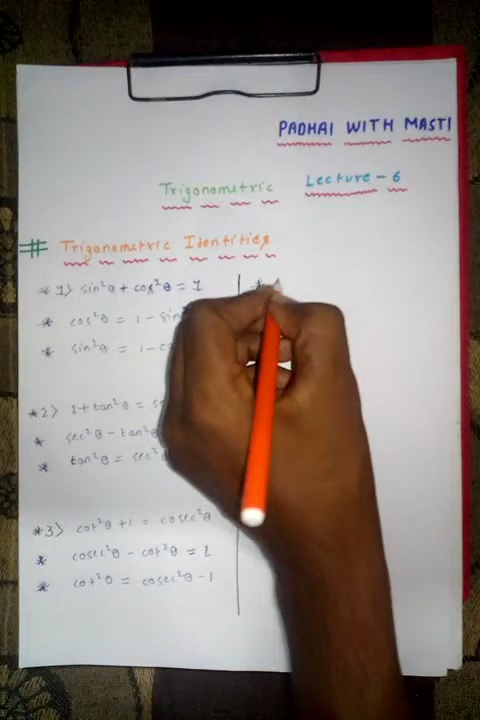 PADHAI WITH MASTI
Trigonometric Lecture - 6
# Trigonometric Identities
* 1> sin²θ + cos²θ = 1
* cos²θ = 1 - sin
* sin²θ = 1 -
* 2> 1 + tan²θ =
* sec²θ - tan²θ
* tan²θ = sec²θ
* 3> cot²θ + 1 = cosec²θ
* cosec²θ - cot²θ = 1
* cot²θ = cosec²θ - 1
*